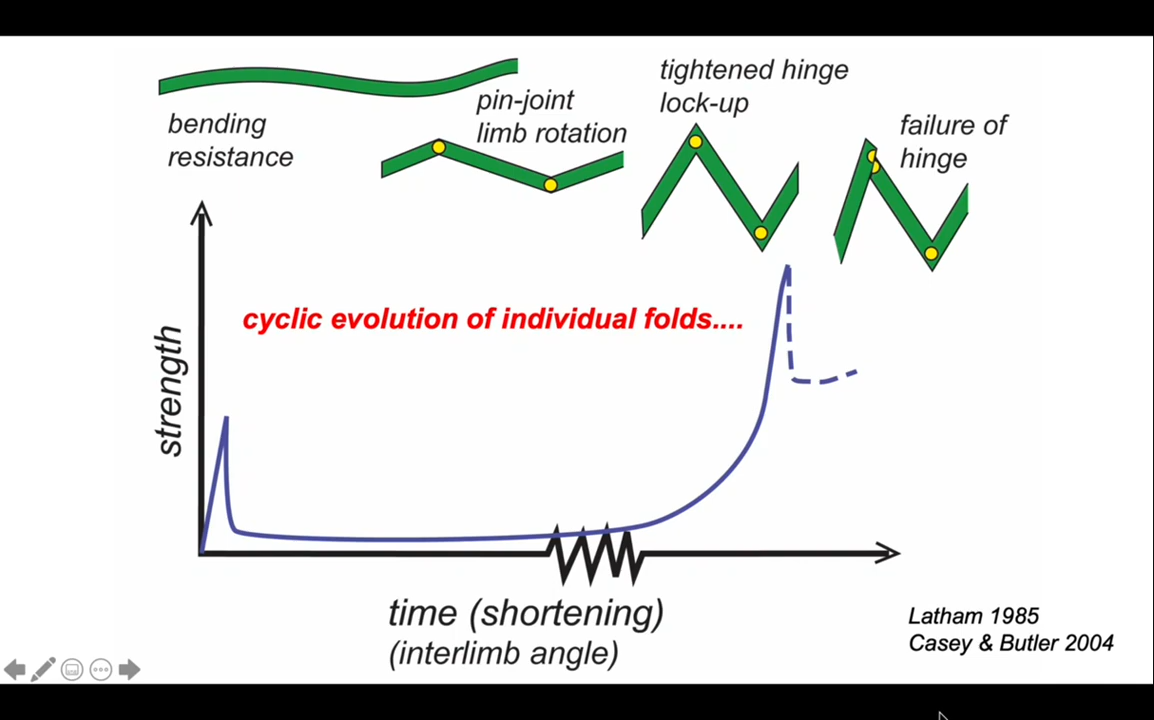 bending
resistance
pin-joint
limb rotation
tightened hinge
lock-up
failure of
hinge
cyclic evolution of individual folds....
strength
time (shortening)
(interlimb angle)
Latham 1985
Casey & Butler 2004